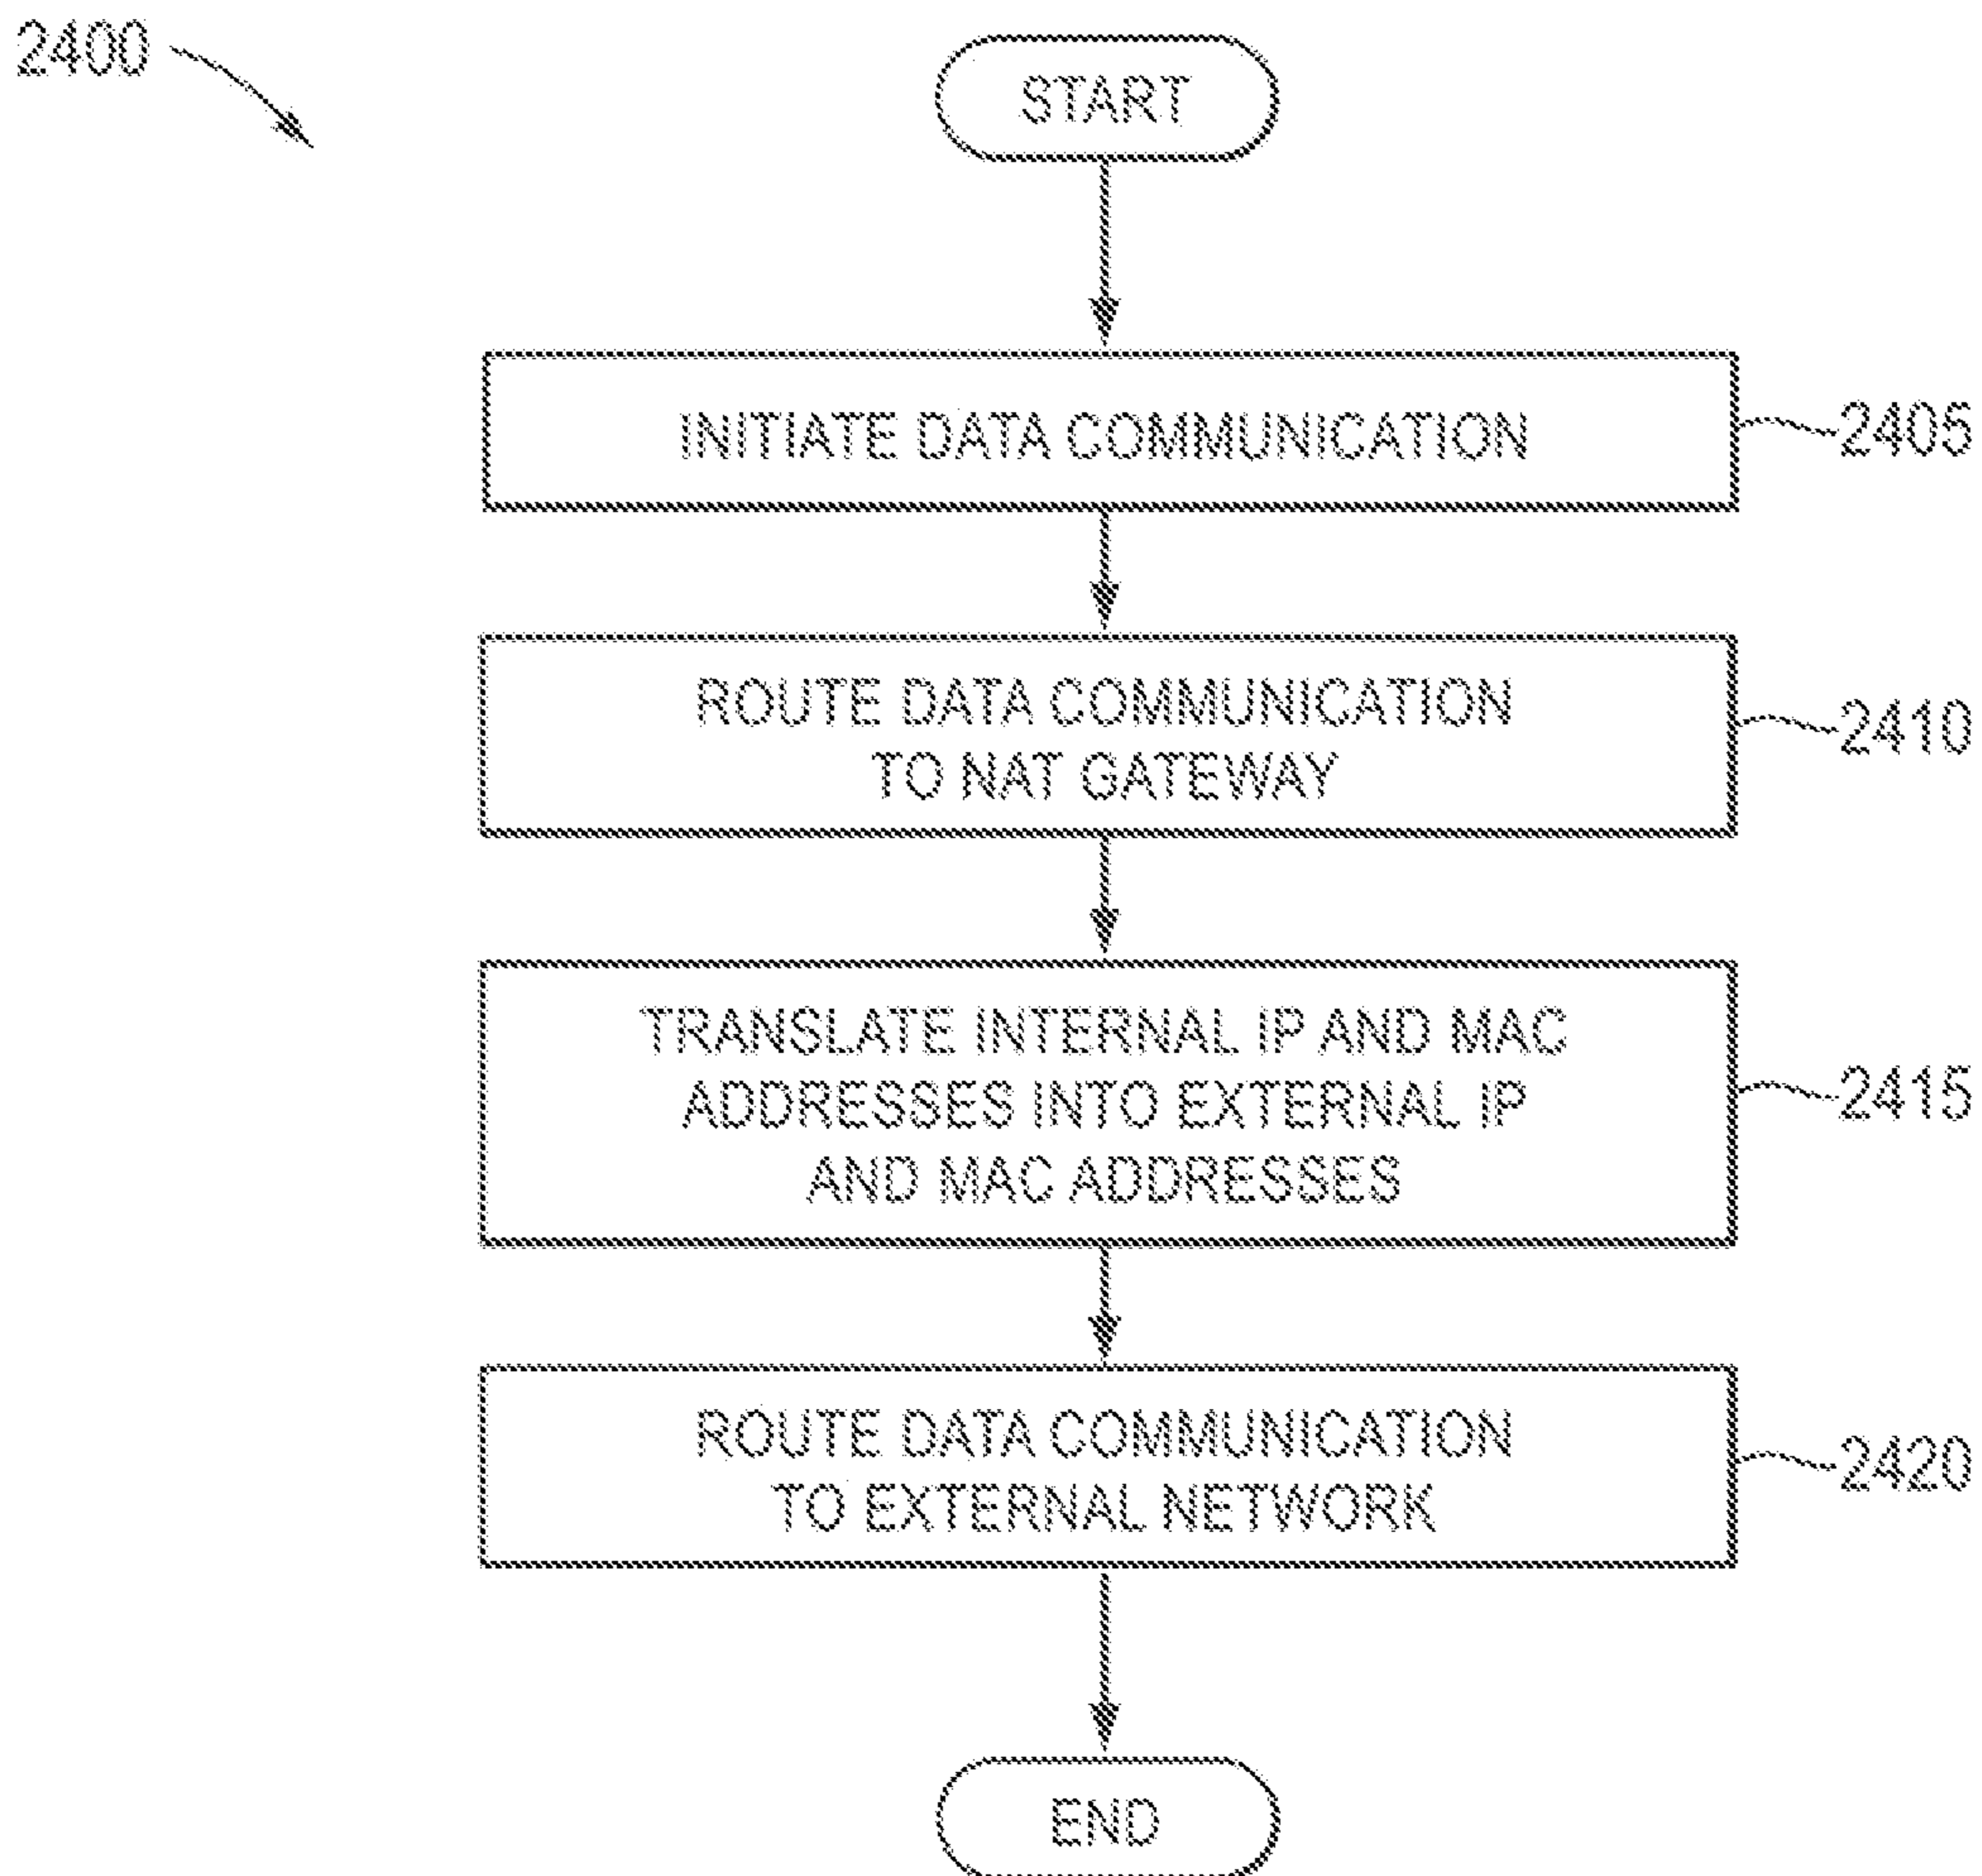 2400
START
INITIATE DATA COMMUNICATION
2405
ROUTE DATA COMMUNICATION
TO NAT GATEWAY
2410
TRANSLATE INTERNAL IP AND MAC
ADDRESSES INTO EXTERNAL IP
AND MAC ADDRESSES
2415
ROUTE DATA COMMUNICATION
TO EXTERNAL NETWORK
2420
END